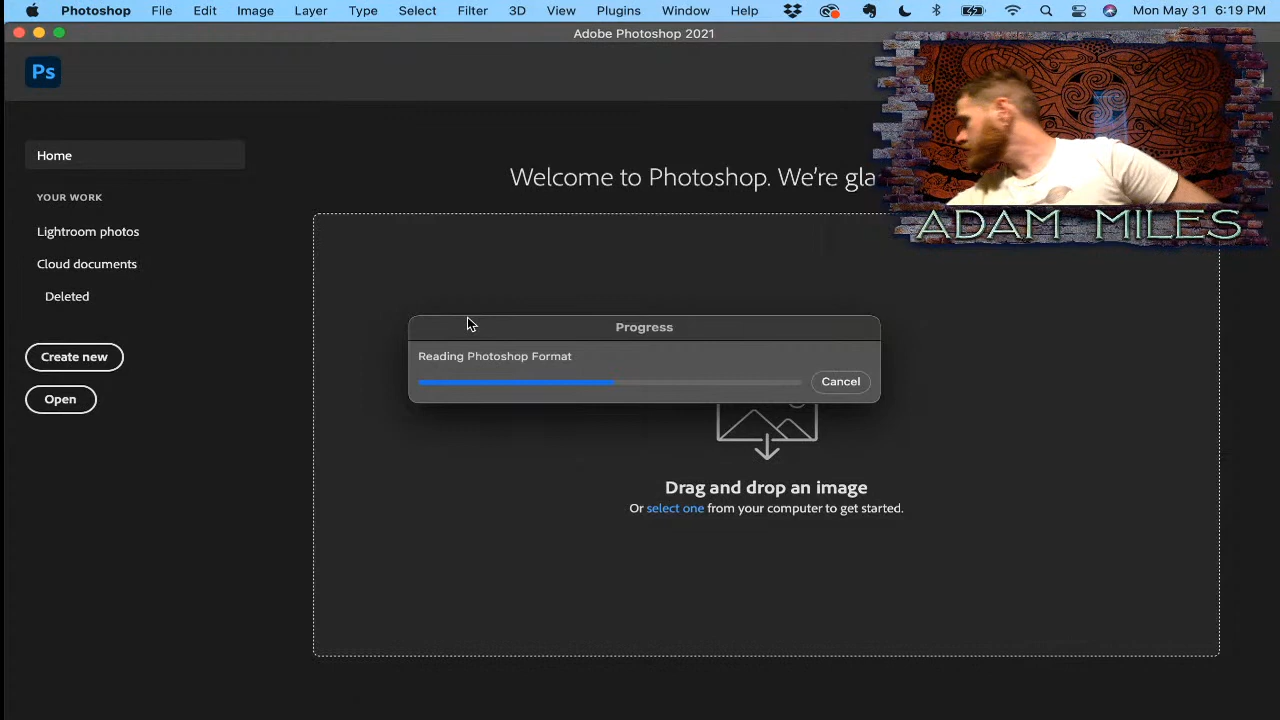 Photoshop File Edit Image Layer Type Select Filter 3D View Plugins Window Help Mon May 31 6:19 PM
Adobe Photoshop 2021
Ps
Home
Welcome to Photoshop. We're gla
ADAM MILES
YOUR WORK
Lightroom photos
Cloud documents
Deleted
Create new
Open
Progress
Reading Photoshop Format
Cancel
Drag and drop an image
Or select one from your computer to get started.